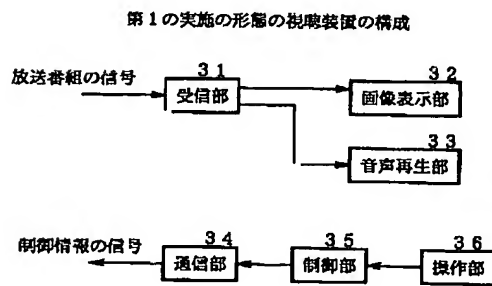 第１の実施の形態の視聴装置の構成
放送番組の信号
３１
受信部
３２
画像表示部
３３
音声再生部
制御情報の信号
３４
通信部
３５
制御部
３６
操作部